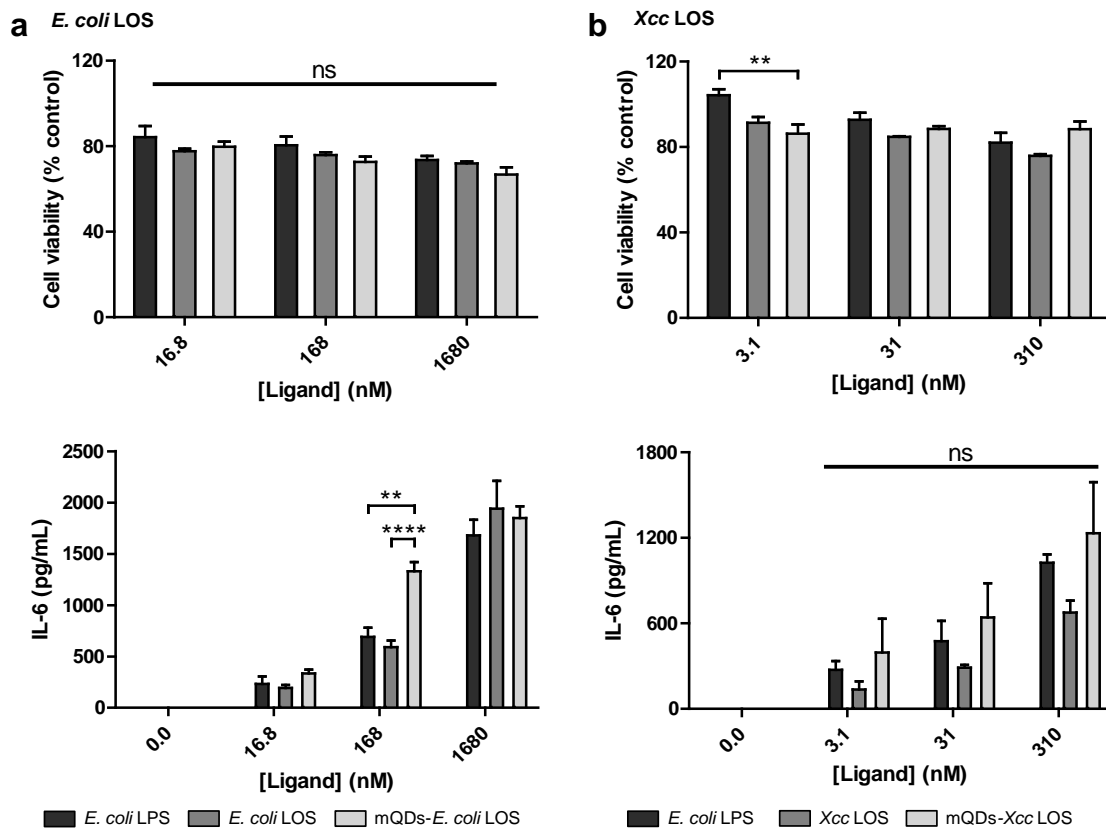 a E. coli LOS
Cell viability (% control)
120
80
40
0
ns
16.8 168 1680
[Ligand] (nM)
b Xcc LOS
Cell viability (% control)
120
80
40
0
**
3.1 31 310
[Ligand] (nM)
IL-6 (pg/mL)
2500
2000
1500
1000
500
0
**
****
0.0 16.8 168 1680
[Ligand] (nM)
E. coli LPS E. coli LOS mQDs-E. coli LOS
IL-6 (pg/mL)
1800
1200
600
0
ns
0.0 3.1 31 310
[Ligand] (nM)
E. coli LPS Xcc LOS mQDs-Xcc LOS